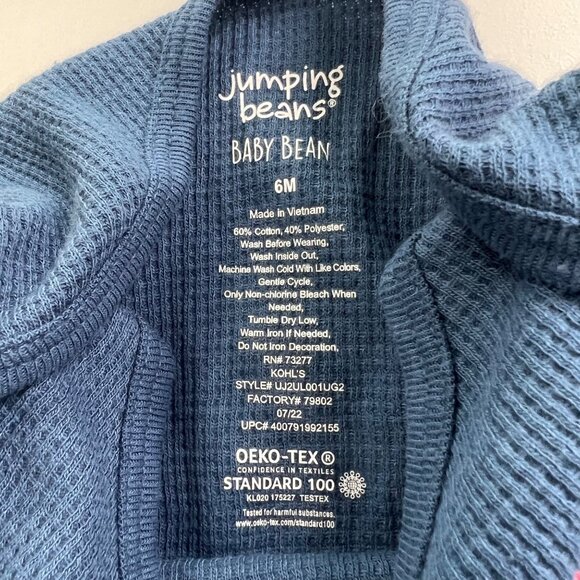 jumping
beans®
BABY BEAN
6M
Made in Vietnam
60% Cotton, 40% Polyester,
Wash Before Wearing,
Wash Inside Out,
Machine Wash Cold With Like Colors,
Gentle Cycle,
Only Non-chlorine Bleach When
Needed,
Tumble Dry Low,
Warm Iron If Needed,
Do Not Iron Decoration.
RN# 73277
KOHL'S
STYLE# UJ2UL001UG2
FACTORY# 79802
07/22
UPC# 400791992155
OEKO-TEX®
CONFIDENCE IN TEXTILES
STANDARD 100
KL020 175227 TESTEX
Tested for harmful substances.
www.oeko-tex.com/standard100